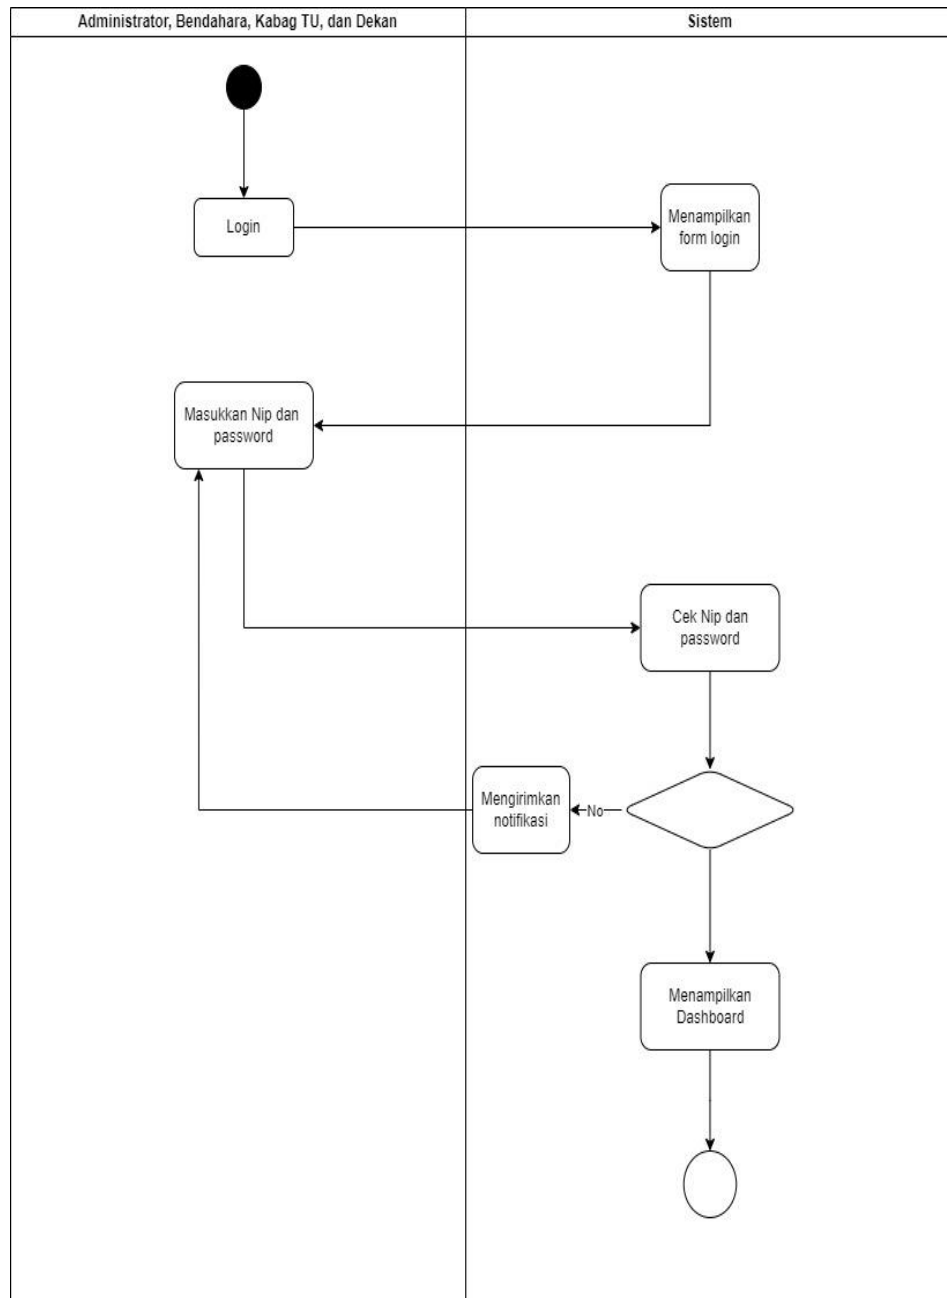 Administrator, Bendahara, Kabag TU, dan Dekan
Sistem
Login
Menampilkan
form login
Masukkan Nip dan
password
Cek Nip dan
password
Mengirimkan
notifikasi
No
Menampilkan
Dashboard